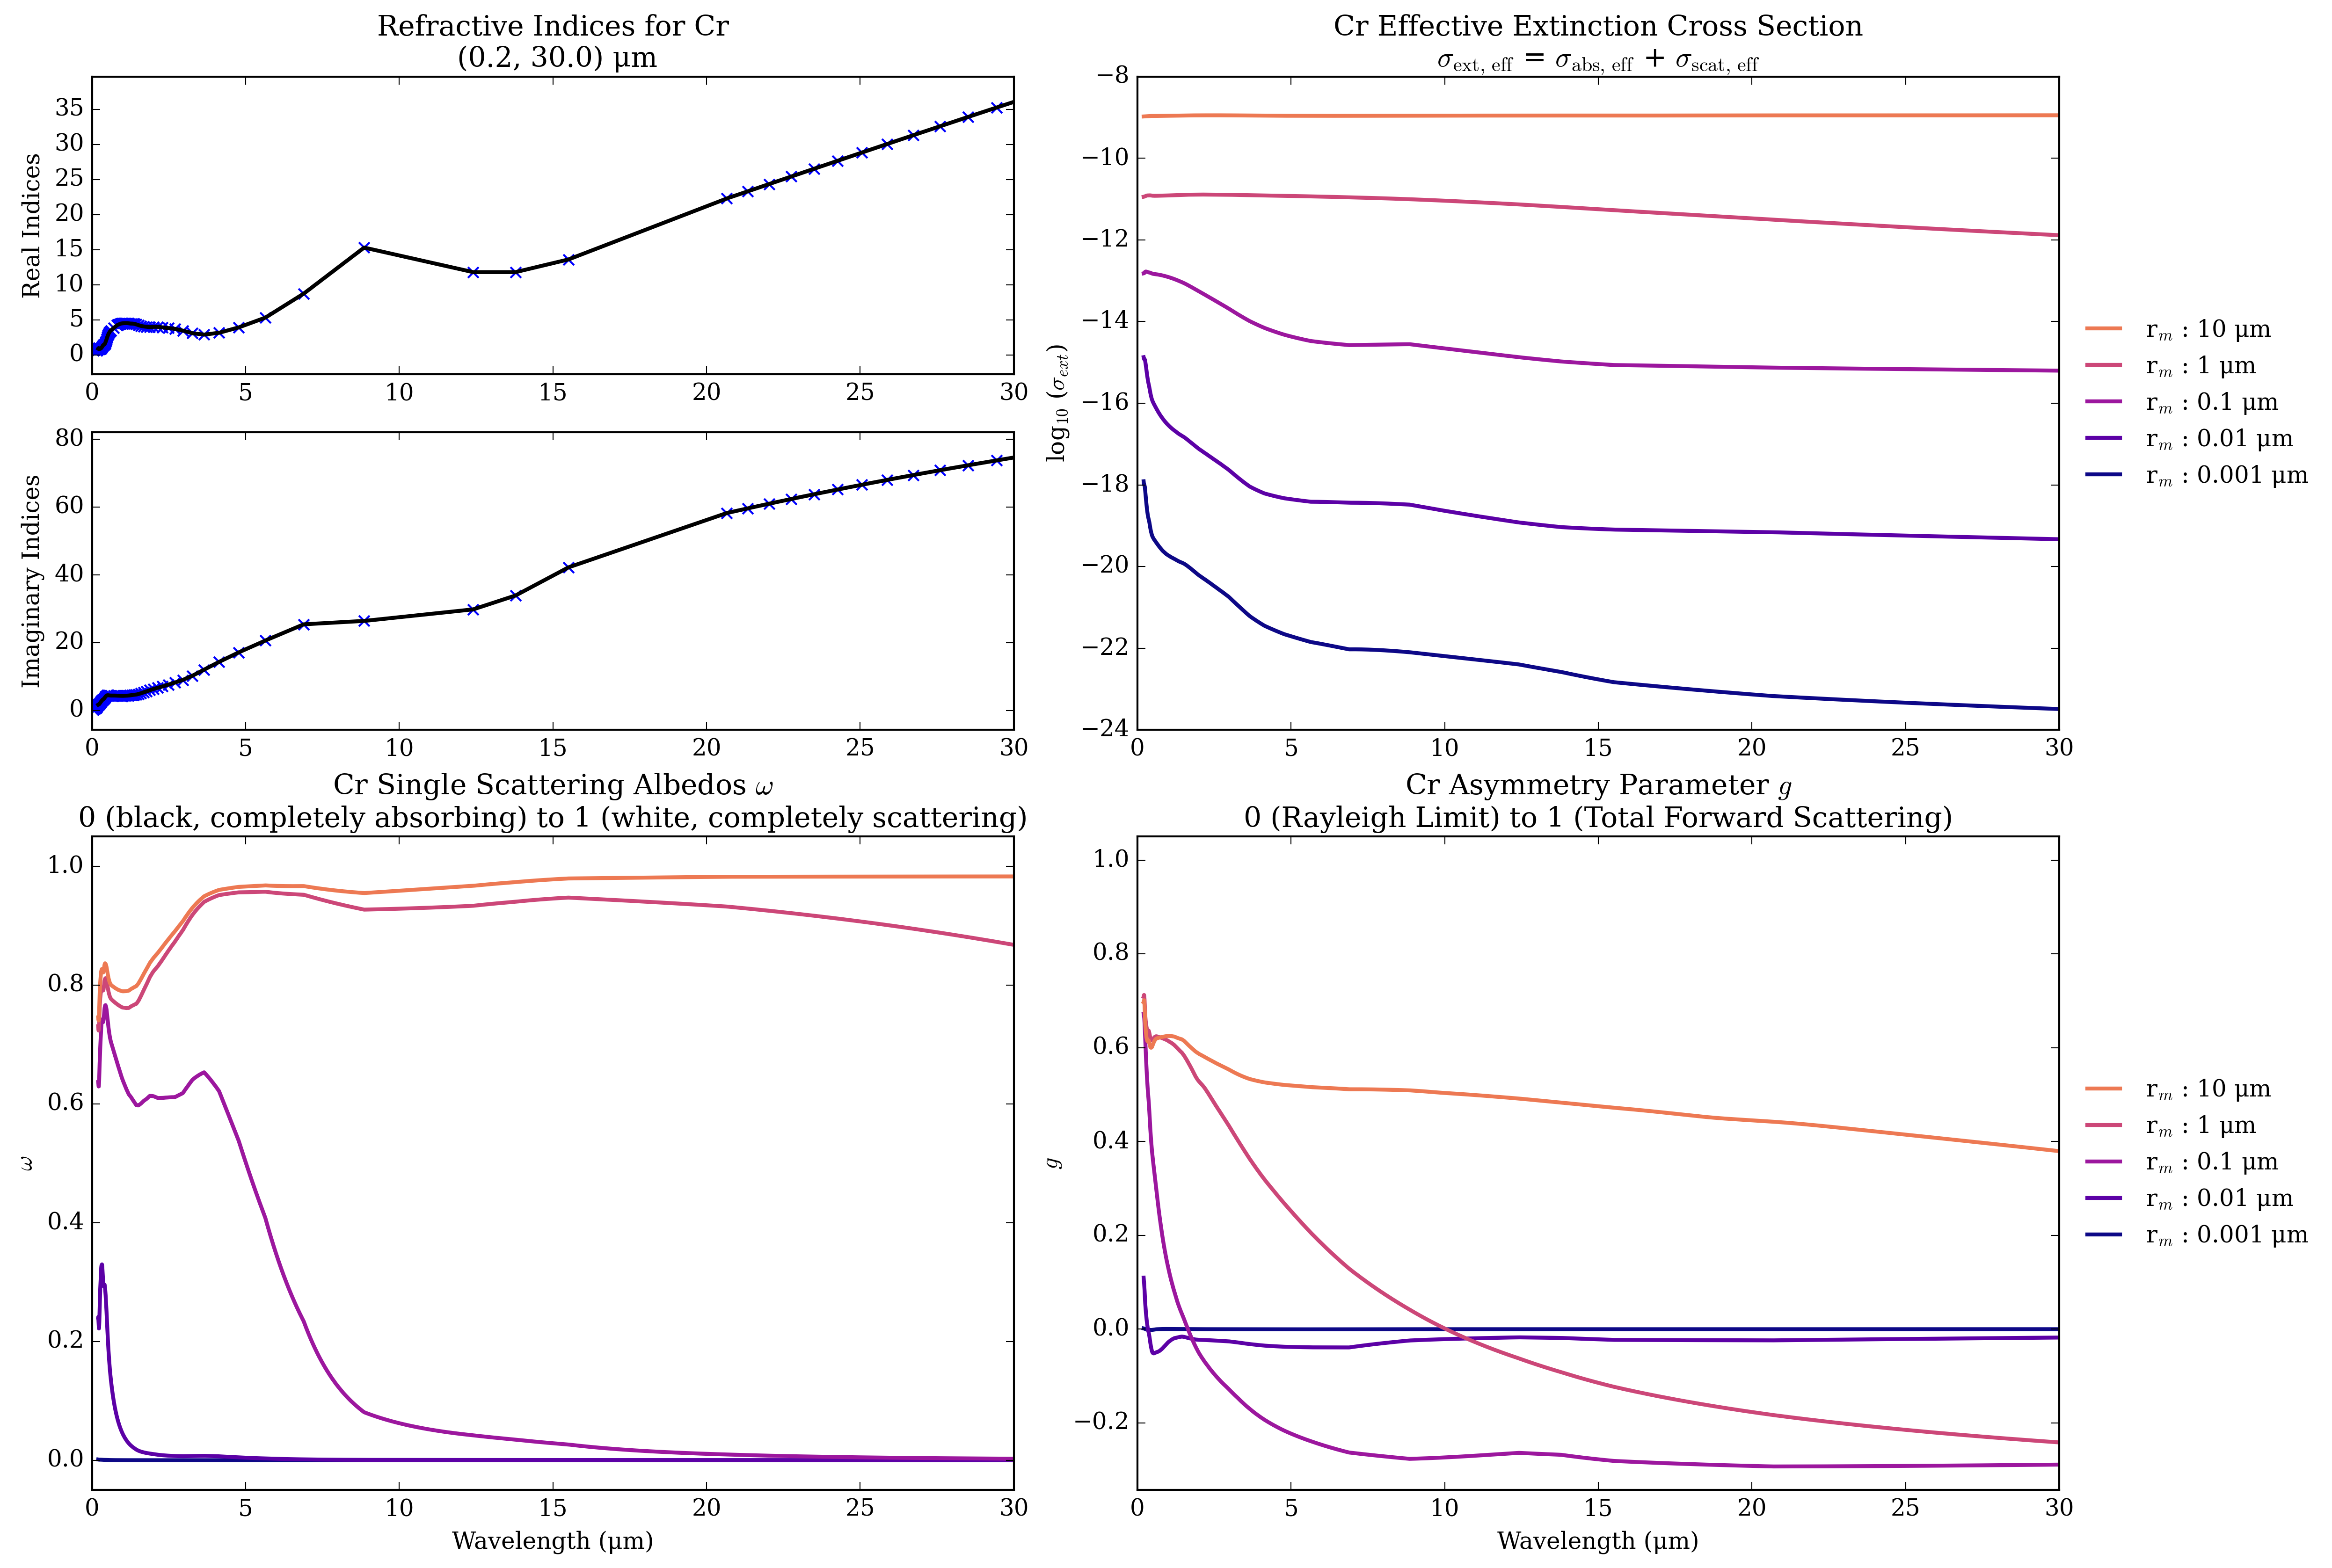 Refractive Indices for Cr
(0.2, 30.0) μm
Real Indices
35
30
25
20
15
10
5
0
0 5 10 15 20 25 30
Imaginary Indices
80
60
40
20
0
0 5 10 15 20 25 30
Cr Effective Extinction Cross Section
σext, eff = σabs, eff + σscat, eff
log10 (σext)
−8
−10
−12
−14
−16
−18
−20
−22
−24
0 5 10 15 20 25 30
rm : 10 μm
rm : 1 μm
rm : 0.1 μm
rm : 0.01 μm
rm : 0.001 μm
Cr Single Scattering Albedos ω
0 (black, completely absorbing) to 1 (white, completely scattering)
ω
1.0
0.8
0.6
0.4
0.2
0.0
0 5 10 15 20 25 30
Wavelength (μm)
Cr Asymmetry Parameter g
0 (Rayleigh Limit) to 1 (Total Forward Scattering)
g
1.0
0.8
0.6
0.4
0.2
0.0
−0.2
0 5 10 15 20 25 30
Wavelength (μm)
rm : 10 μm
rm : 1 μm
rm : 0.1 μm
rm : 0.01 μm
rm : 0.001 μm